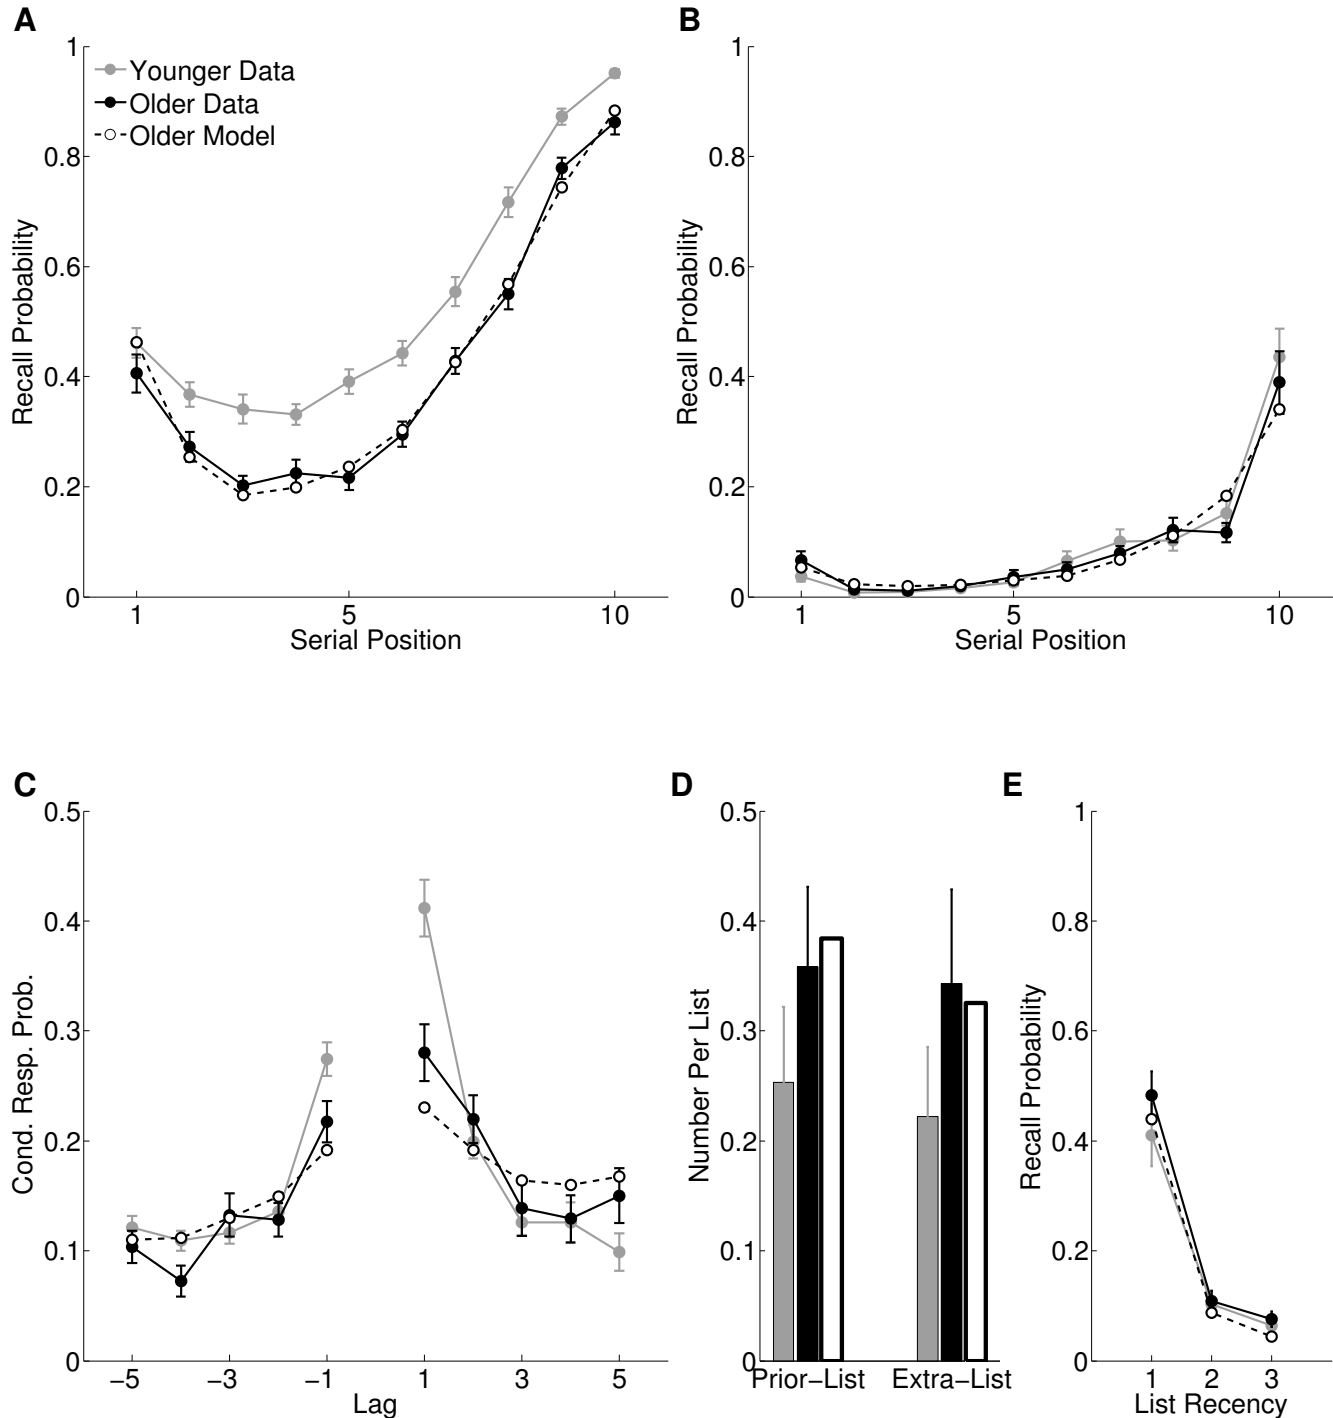 A
B
1
0.8
0.6
0.4
0.2
0
Recall Probability
Younger Data
Older Data
Older Model
1
5
10
Serial Position
1
0.8
0.6
0.4
0.2
0
Recall Probability
1
5
10
Serial Position
C
D
E
0.5
0.4
0.3
0.2
0.1
0
Cond. Resp. Prob.
−5
−3
−1
1
3
5
Lag
0.5
0.4
0.3
0.2
0.1
0
Number Per List
Prior−List
Extra−List
1
0.8
0.6
0.4
0.2
0
Recall Probability
1
2
3
List Recency